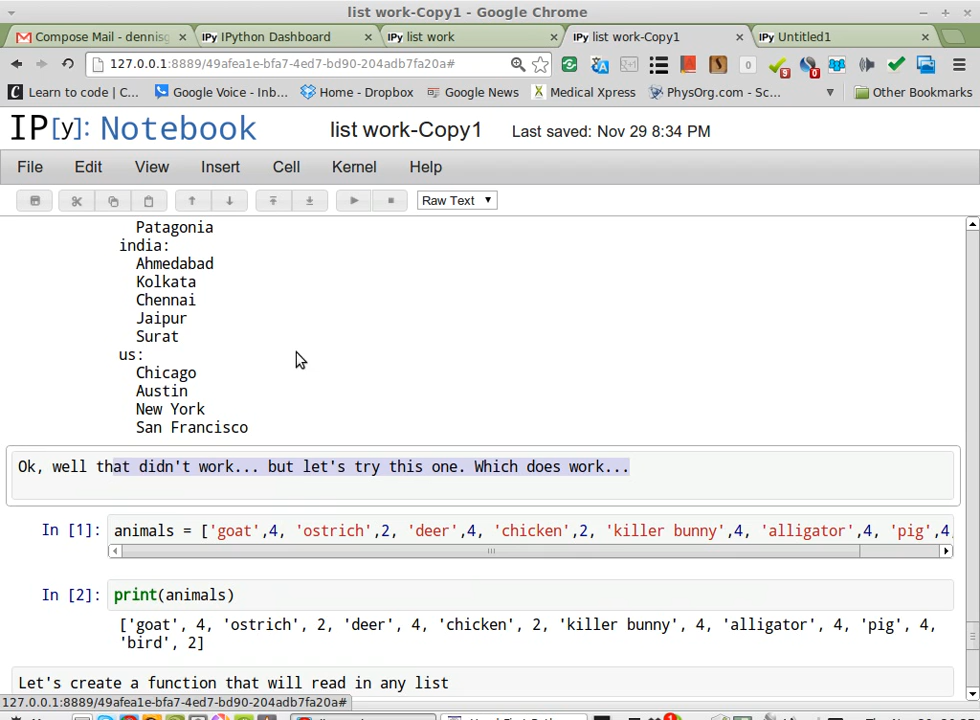 list work-Copy1 - Google Chrome
Compose Mail - dennisg
IPy IPython Dashboard
IPy list work
IPy list work-Copy1
IPy Untitled1
127.0.0.1:8889/49afea1e-bfa7-4ed7-bd90-204adb7fa20a#
Learn to code | C...
Google Voice - Inb...
Home - Dropbox
Google News
Medical Xpress
PhysOrg.com - Sc...
Other Bookmarks
IP[y]: Notebook
list work-Copy1
Last saved: Nov 29 8:34 PM
File Edit View Insert Cell Kernel Help
Raw Text
Patagonia
india:
Ahmedabad
Kolkata
Chennai
Jaipur
Surat
us:
Chicago
Austin
New York
San Francisco
Ok, well that didn't work... but let's try this one. Which does work...
In [1]: animals = ['goat',4, 'ostrich',2, 'deer',4, 'chicken',2, 'killer bunny',4, 'alligator',4, 'pig',4,
In [2]: print(animals)
['goat', 4, 'ostrich', 2, 'deer', 4, 'chicken', 2, 'killer bunny', 4, 'alligator', 4, 'pig', 4,
'bird', 2]
Let's create a function that will read in any list
127.0.0.1:8889/49afea1e-bfa7-4ed7-bd90-204adb7fa20a#